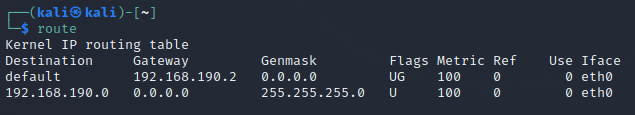 ┌──(kali㉿kali)-[~]
└─$ route
Kernel IP routing table
Destination     Gateway         Genmask         Flags Metric Ref    Use Iface
default         192.168.190.2   0.0.0.0         UG    100    0        0 eth0
192.168.190.0   0.0.0.0         255.255.255.0   U     100    0        0 eth0